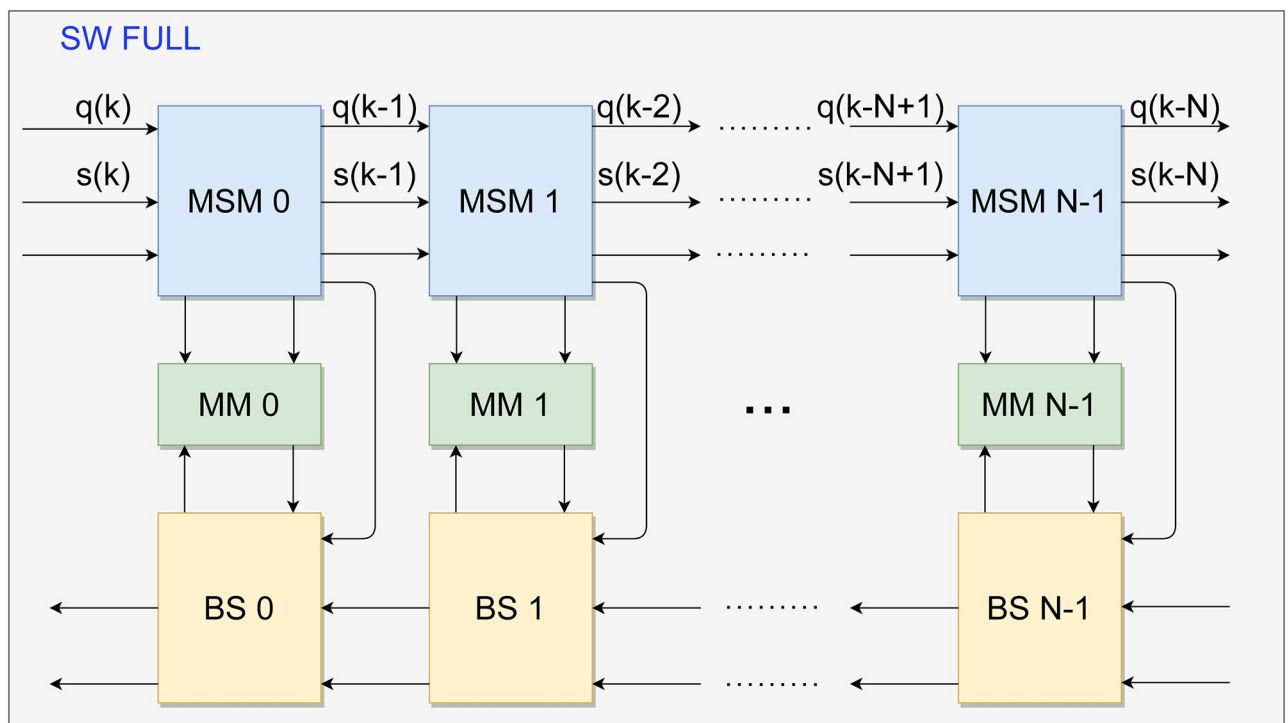 SW FULL
q(k) q(k-1) q(k-2) ......... q(k-N+1) q(k-N)
s(k) s(k-1) s(k-2) ......... s(k-N+1) s(k-N)
MSM 0 MSM 1 MSM N-1
.........
MM 0 MM 1 ... MM N-1
BS 0 BS 1 ......... BS N-1
.........